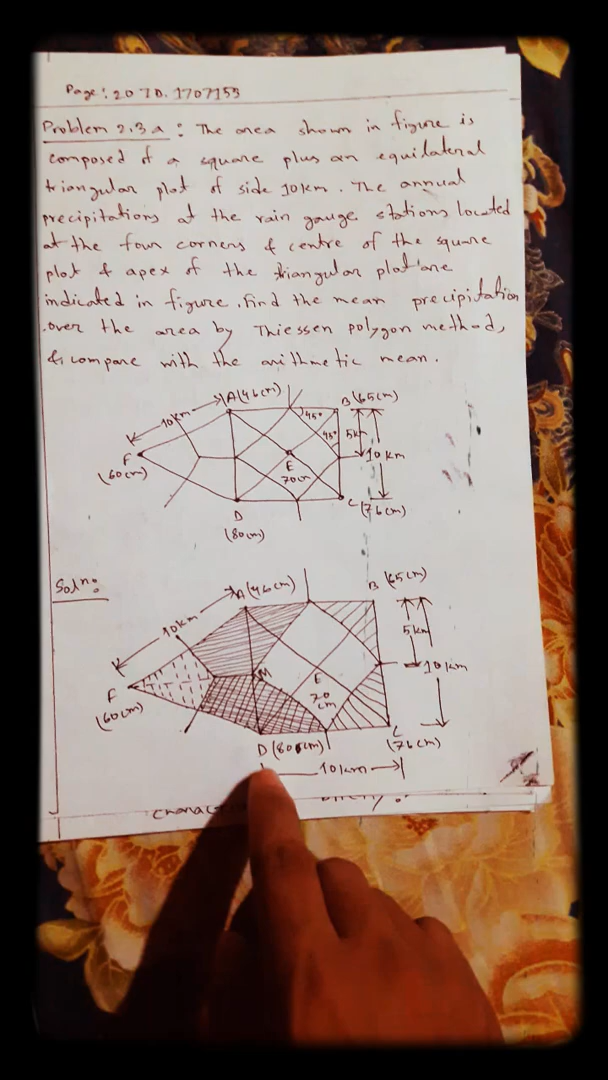 Page: 20 ID. 1707153
Problem 2.3 a : The area shown in figure is
composed of a square plus an equilateral
triangular plot of side 10km. The annual
precipitations at the rain gauge stations located
at the four corners & centre of the square
plot & apex of the triangular plot are
indicated in figure. Find the mean precipitation
over the area by Thiessen polygon method,
& compare with the arithmetic mean.
A(46cm)
B(65cm)
10km
45°
45°
5km
10km
F
(60cm)
E
70cm
C(76cm)
D
(80cm)
Soln:
A(46cm)
B(65cm)
10km
5km
10km
M
F
(60cm)
E
70
cm
C
(76cm)
D(80cm)
10km